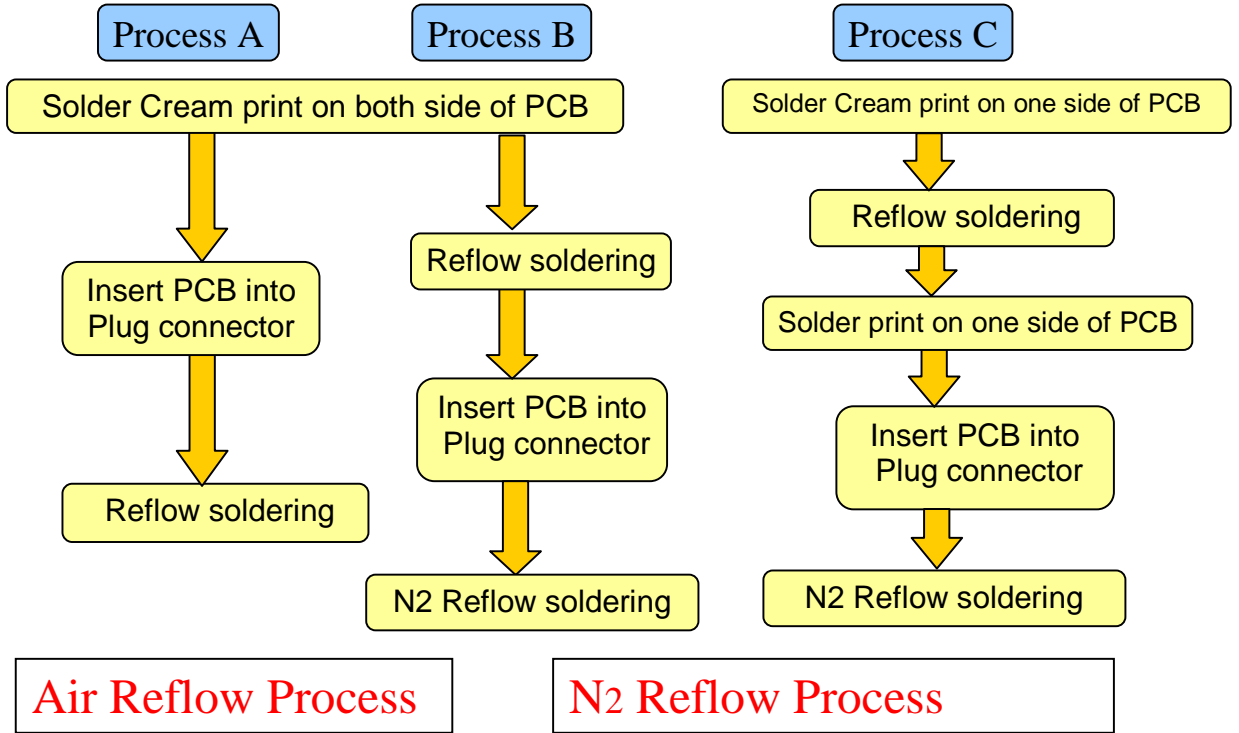 Process A
Process B
Process C
Solder Cream print on both side of PCB
Solder Cream print on one side of PCB
Reflow soldering
Reflow soldering
Insert PCB into
Plug connector
Solder print on one side of PCB
Insert PCB into
Plug connector
Insert PCB into
Plug connector
Reflow soldering
N2 Reflow soldering
N2 Reflow soldering
Air Reflow Process
N2 Reflow Process